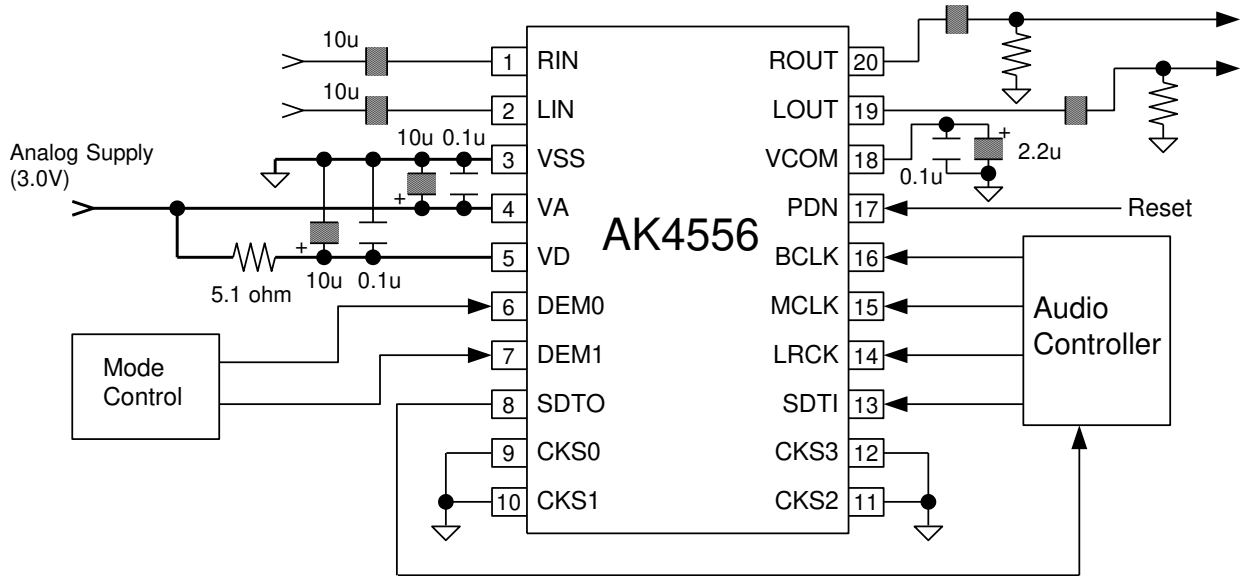 10u
1 RIN
ROUT 20
10u
2 LIN
LOUT 19
10u 0.1u
Analog Supply
(3.0V)
3 VSS
VCOM 18
+
2.2u
0.1u
+
4 VA
PDN 17
Reset
AK4556
+
10u
0.1u
5 VD
BCLK 16
5.1 ohm
6 DEM0
MCLK 15
Audio
Controller
Mode
Control
7 DEM1
LRCK 14
8 SDTO
SDTI 13
9 CKS0
CKS3 12
10 CKS1
CKS2 11